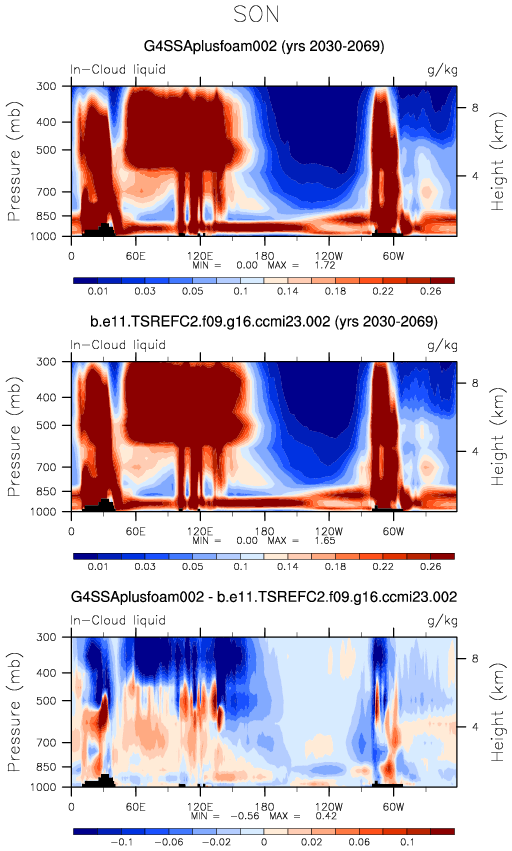 SON
G4SSAplusfoam002 (yrs 2030-2069)
In-Cloud liquid g/kg
Pressure (mb)
300
400
500
700
850
1000
8
4
Height (km)
0 60E 120E 180 120W 60W
MIN = 0.00 MAX = 1.72
0.01 0.03 0.05 0.1 0.14 0.18 0.22 0.26
b.e11.TSREFC2.f09.g16.ccmi23.002 (yrs 2030-2069)
In-Cloud liquid g/kg
Pressure (mb)
300
400
500
700
850
1000
8
4
Height (km)
0 60E 120E 180 120W 60W
MIN = 0.00 MAX = 1.65
0.01 0.03 0.05 0.1 0.14 0.18 0.22 0.26
G4SSAplusfoam002 - b.e11.TSREFC2.f09.g16.ccmi23.002
In-Cloud liquid g/kg
Pressure (mb)
300
400
500
700
850
1000
8
4
Height (km)
0 60E 120E 180 120W 60W
MIN = -0.56 MAX = 0.42
-0.1 -0.06 -0.02 0 0.02 0.06 0.1